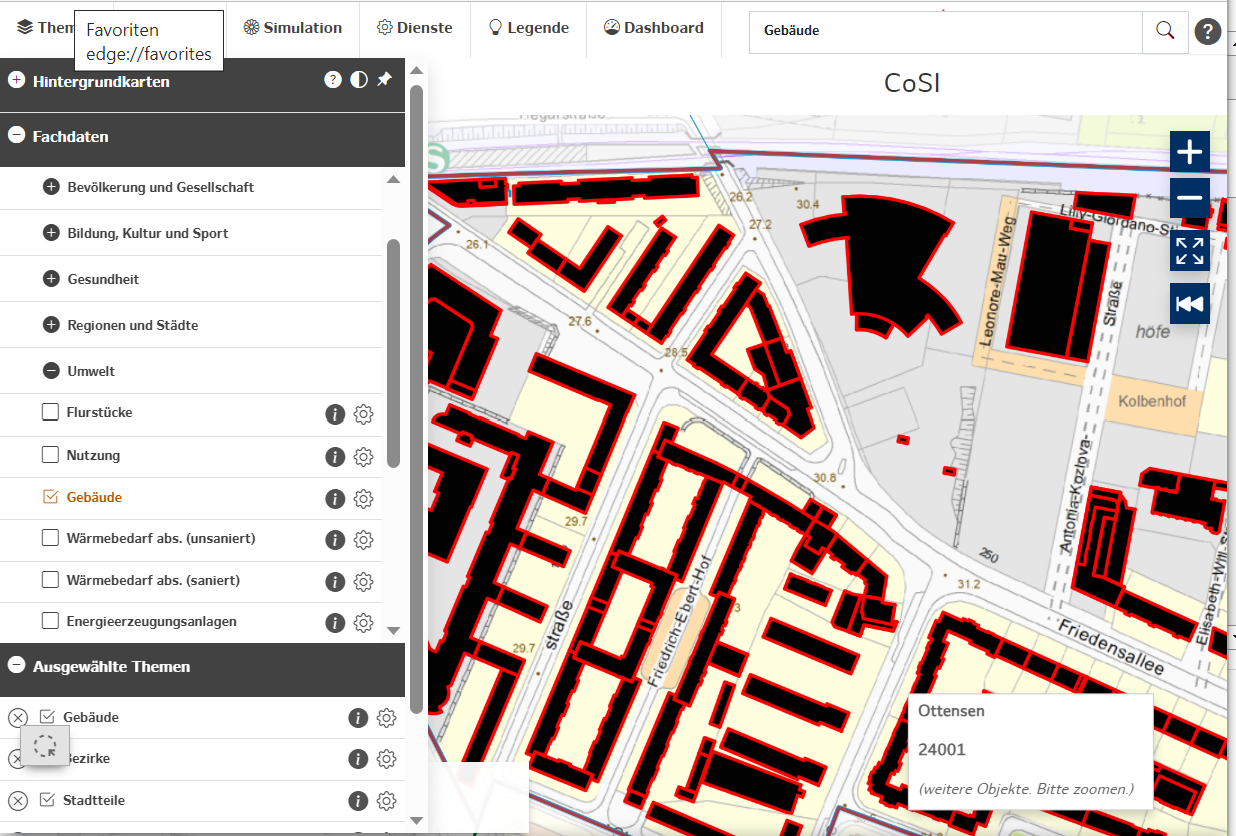 Them
Favoriten
edge://favorites
Simulation
Dienste
Legende
Dashboard
Gebäude
?
Hintergrundkarten
?
CoSI
Fachdaten
Bevölkerung und Gesellschaft
Bildung, Kultur und Sport
Gesundheit
Regionen und Städte
Umwelt
Flurstücke
i
Nutzung
i
Gebäude
i
Wärmebedarf abs. (unsaniert)
i
Wärmebedarf abs. (saniert)
i
Energieerzeugungsanlagen
i
Ausgewählte Themen
Gebäude
i
ezirke
i
Stadtteile
i
S
26.2
30.4
27.2
26.1
27.6
28.5
Lilly-Giordano-St
Leonore-Mau-Weg
Straße
höfe
Kolbenhof
Antonia-Kozlova-
30.8
29.7
250
31.2
Elisabeth-Will-St
Friedrich-Ebert-Hof
3
straße
29.7
Friedensallee
Ottensen
24001
(weitere Objekte. Bitte zoomen.)